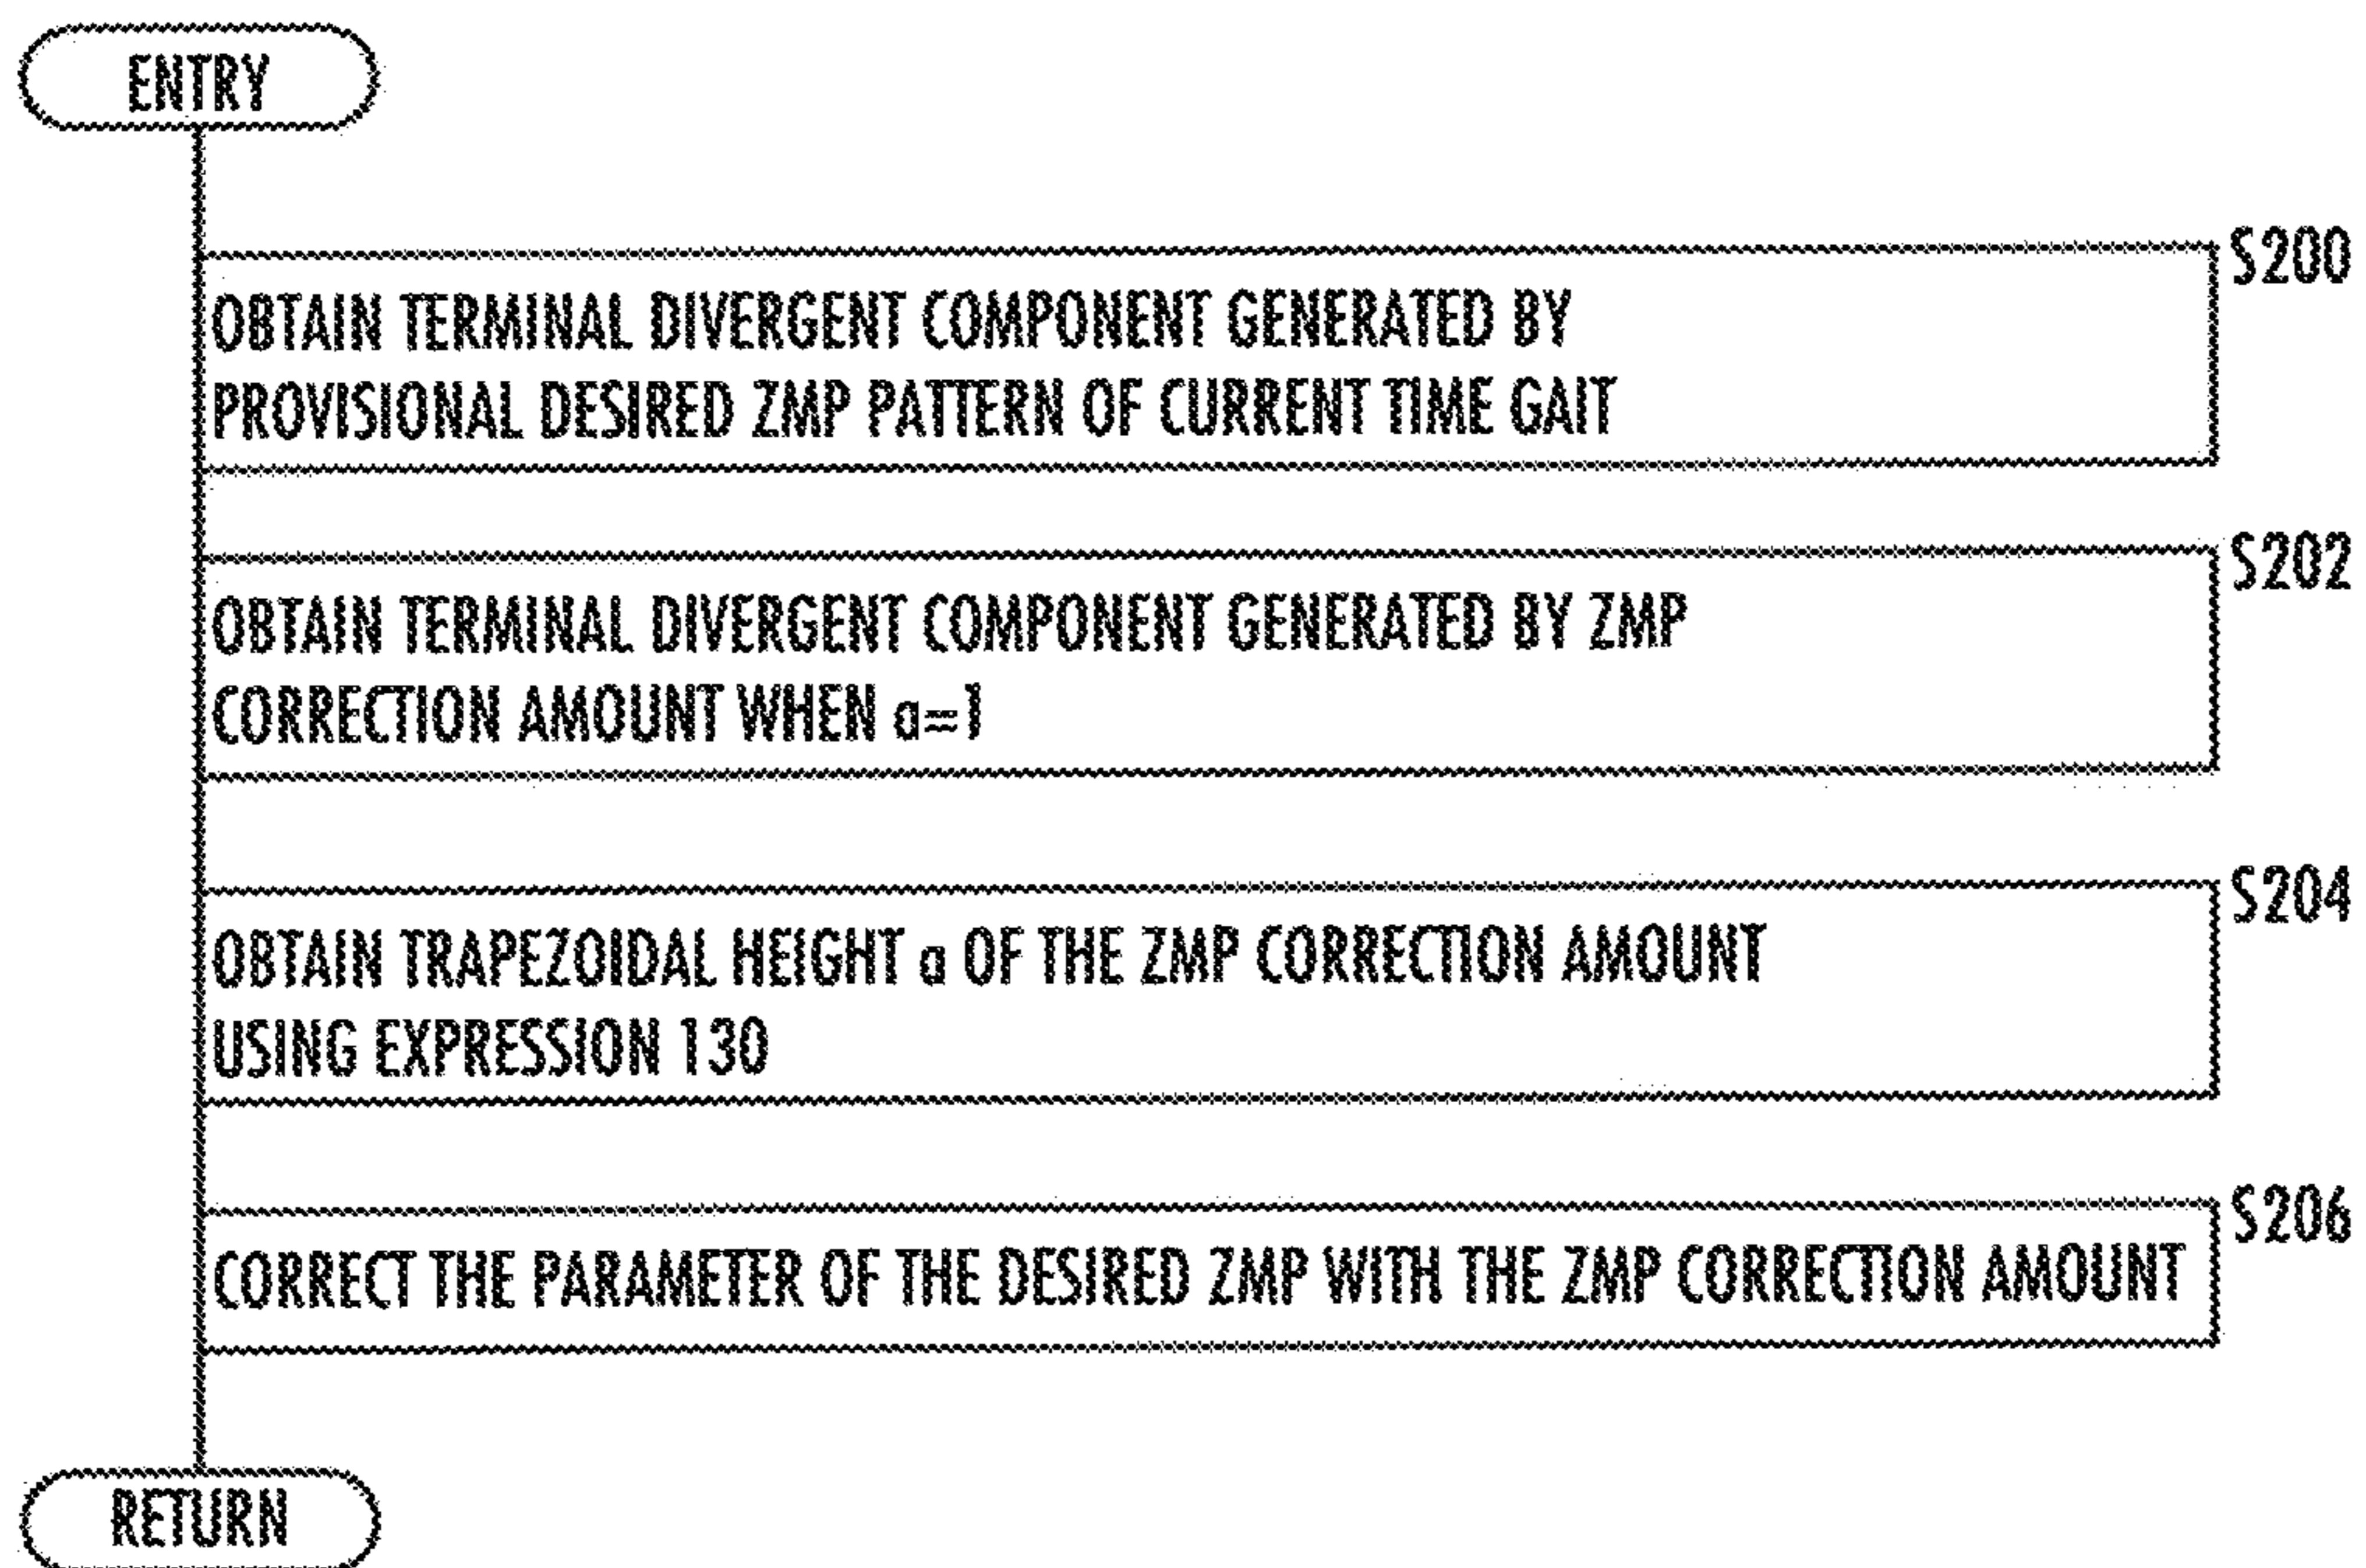 ENTRY
S200
OBTAIN TERMINAL DIVERGENT COMPONENT GENERATED BY
PROVISIONAL DESIRED ZMP PATTERN OF CURRENT TIME GAIT
S202
OBTAIN TERMINAL DIVERGENT COMPONENT GENERATED BY ZMP
CORRECTION AMOUNT WHEN a=1
S204
OBTAIN TRAPEZOIDAL HEIGHT a OF THE ZMP CORRECTION AMOUNT
USING EXPRESSION 130
S206
CORRECT THE PARAMETER OF THE DESIRED ZMP WITH THE ZMP CORRECTION AMOUNT
RETURN